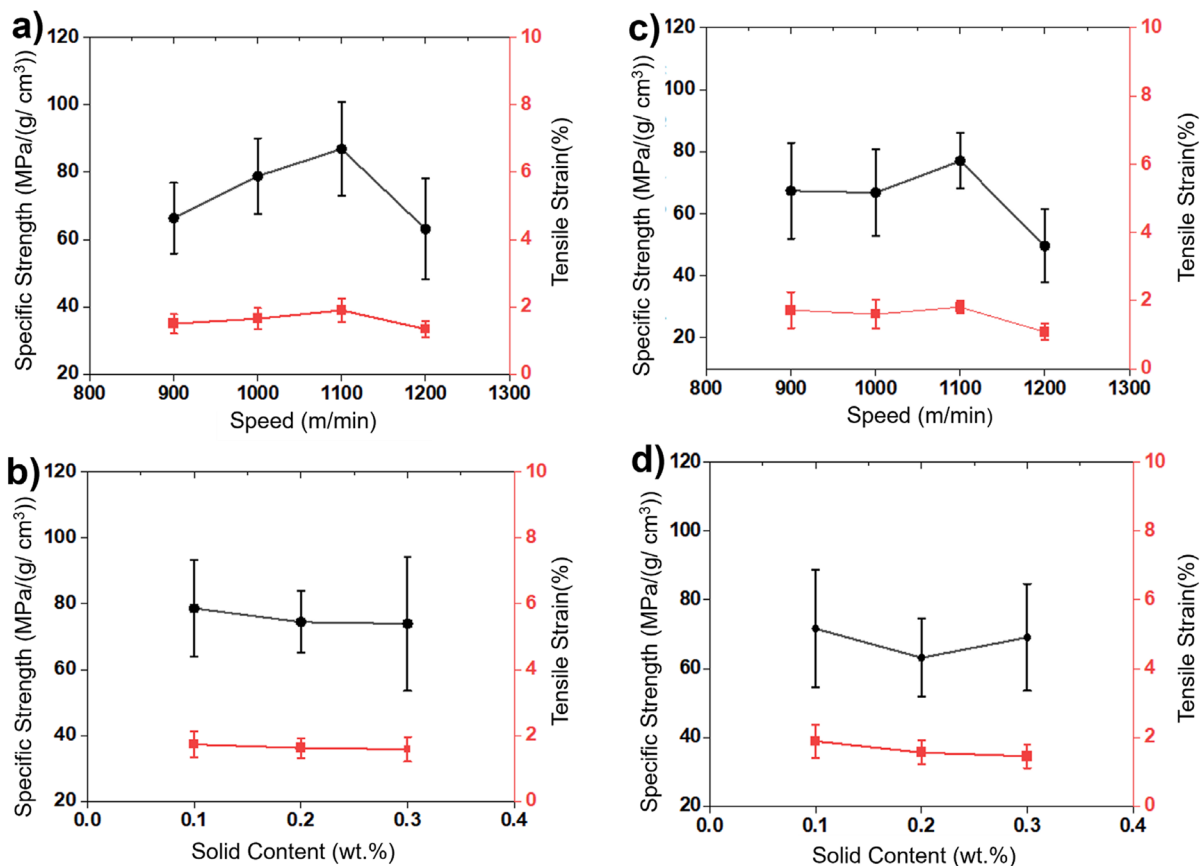 a)
120
100
80
60
40
20
Specific Strength (MPa/(g/ cm³))
10
8
6
4
2
0
Tensile Strain(%)
800 900 1000 1100 1200 1300
Speed (m/min)
c)
120
100
80
60
40
20
Specific Strength (MPa/(g/ cm³))
10
8
6
4
2
0
Tensile Strain(%)
800 900 1000 1100 1200 1300
Speed (m/min)
b)
120
100
80
60
40
20
Specific Strength (MPa/(g/ cm³))
10
8
6
4
2
0
Tensile Strain(%)
0.0 0.1 0.2 0.3 0.4
Solid Content (wt.%)
d)
120
100
80
60
40
20
Specific Strength (MPa/(g/ cm³))
10
8
6
4
2
0
Tensile Strain(%)
0.0 0.1 0.2 0.3 0.4
Solid Content (wt.%)